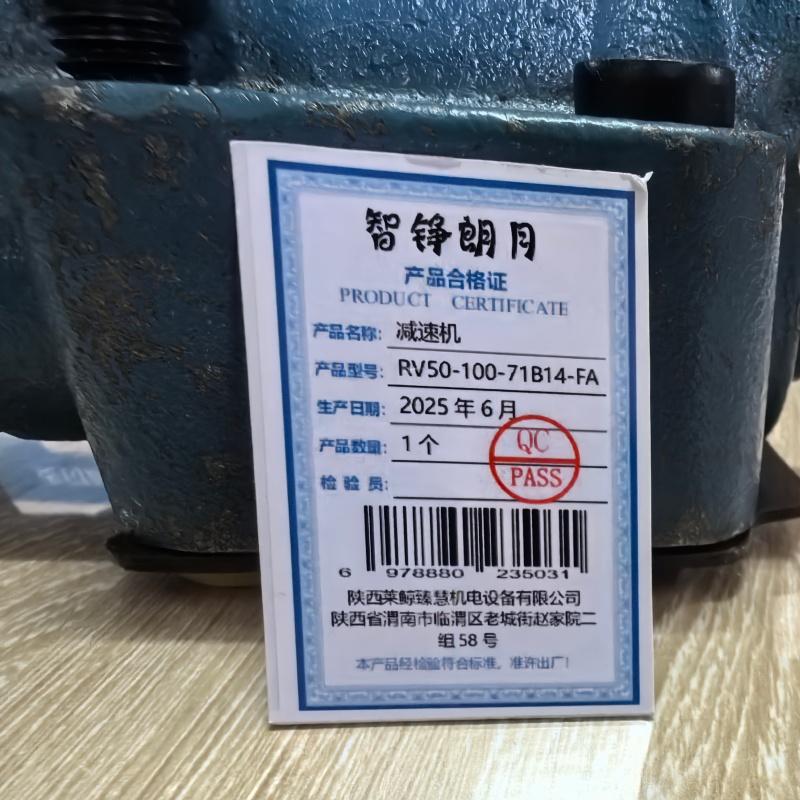 智铮朗月
产品合格证
PRODUCT CERTIFICATE
产品名称: 减速机
产品型号: RV50-100-71B14-FA
生产日期: 2025 年 6 月
产品数量: 1 个
检 验 员:
QC
PASS
6 978880 235031
陕西莱鲸臻慧机电设备有限公司
陕西省渭南市临渭区老城街赵家院二
组 58 号
本产品经检验符合标准，准许出厂!